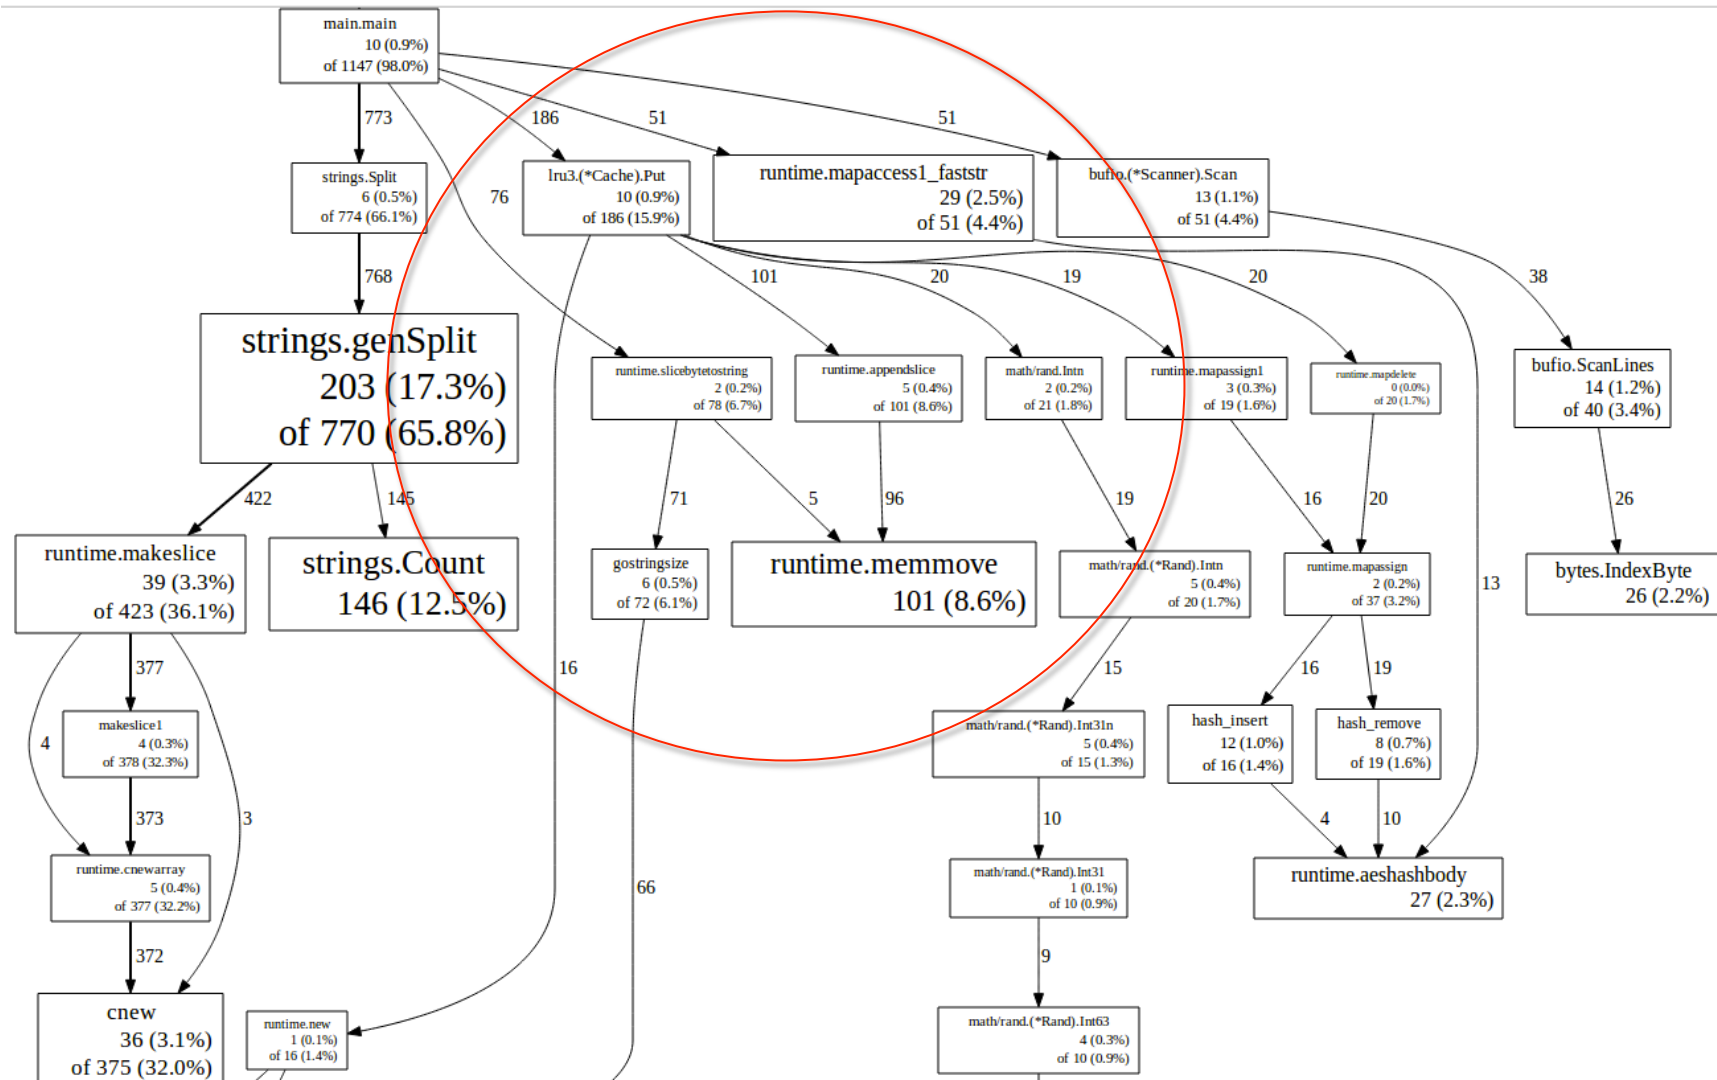 main.main
10 (0.9%)
of 1147 (98.0%)
773
186
51
51
strings.Split
6 (0.5%)
of 774 (66.1%)
76
lru3.(*Cache).Put
10 (0.9%)
of 186 (15.9%)
runtime.mapaccess1_faststr
29 (2.5%)
of 51 (4.4%)
bufio.(*Scanner).Scan
13 (1.1%)
of 51 (4.4%)
768
101
20
19
20
38
strings.genSplit
203 (17.3%)
of 770 (65.8%)
runtime.slicebytetostring
2 (0.2%)
of 78 (6.7%)
runtime.appendslice
5 (0.4%)
of 101 (8.6%)
math/rand.Intn
2 (0.2%)
of 21 (1.8%)
runtime.mapassign1
3 (0.3%)
of 19 (1.6%)
runtime.mapdelete
0 (0.0%)
of 20 (1.7%)
bufio.ScanLines
14 (1.2%)
of 40 (3.4%)
422
145
71
5
96
19
16
20
26
runtime.makeslice
39 (3.3%)
of 423 (36.1%)
strings.Count
146 (12.5%)
gostringsize
6 (0.5%)
of 72 (6.1%)
runtime.memmove
101 (8.6%)
math/rand.(*Rand).Intn
5 (0.4%)
of 20 (1.7%)
runtime.mapassign
2 (0.2%)
of 37 (3.2%)
13
bytes.IndexByte
26 (2.2%)
377
16
15
16
19
makeslice1
4 (0.3%)
of 378 (32.3%)
4
math/rand.(*Rand).Int31n
5 (0.4%)
of 15 (1.3%)
hash_insert
12 (1.0%)
of 16 (1.4%)
hash_remove
8 (0.7%)
of 19 (1.6%)
373
3
10
4
10
runtime.cnewarray
5 (0.4%)
of 377 (32.2%)
66
math/rand.(*Rand).Int31
1 (0.1%)
of 10 (0.9%)
runtime.aeshashbody
27 (2.3%)
372
9
cnew
36 (3.1%)
of 375 (32.0%)
runtime.new
1 (0.1%)
of 16 (1.4%)
math/rand.(*Rand).Int63
4 (0.3%)
of 10 (0.9%)